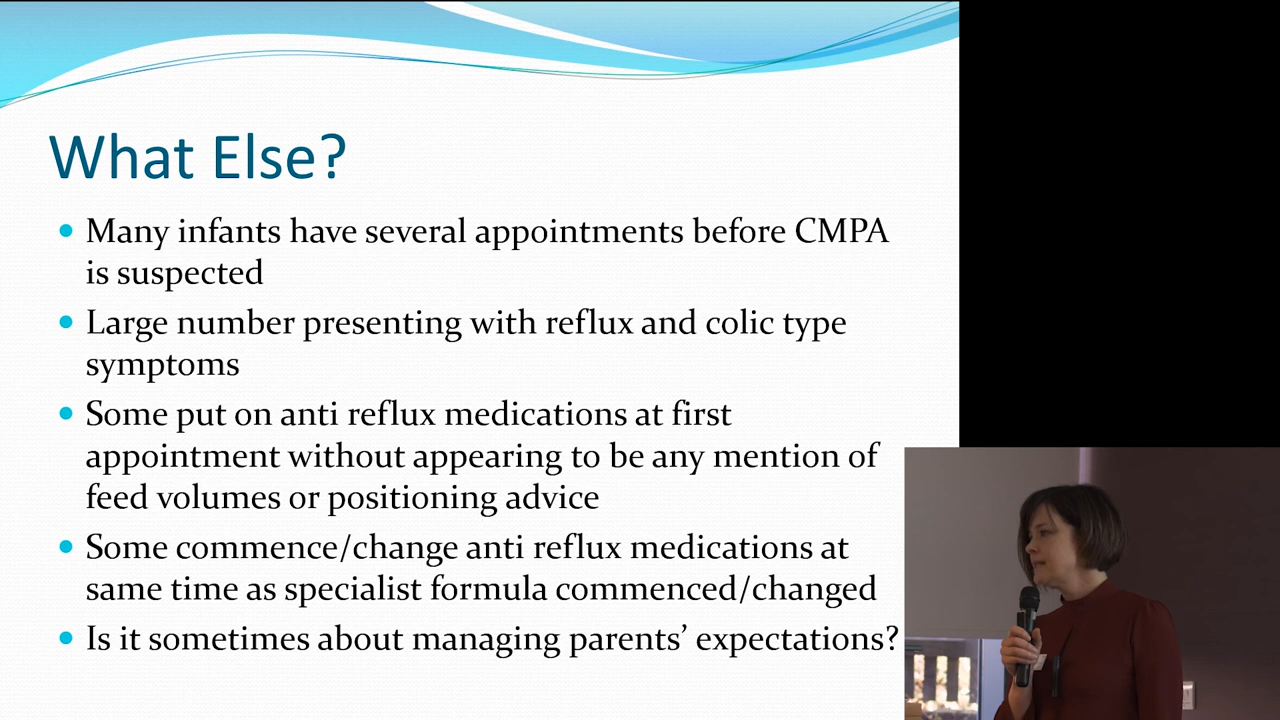 What Else?
Many infants have several appointments before CMPA
is suspected
Large number presenting with reflux and colic type
symptoms
Some put on anti reflux medications at first
appointment without appearing to be any mention of
feed volumes or positioning advice
Some commence/change anti reflux medications at
same time as specialist formula commenced/changed
Is it sometimes about managing parents’ expectations?